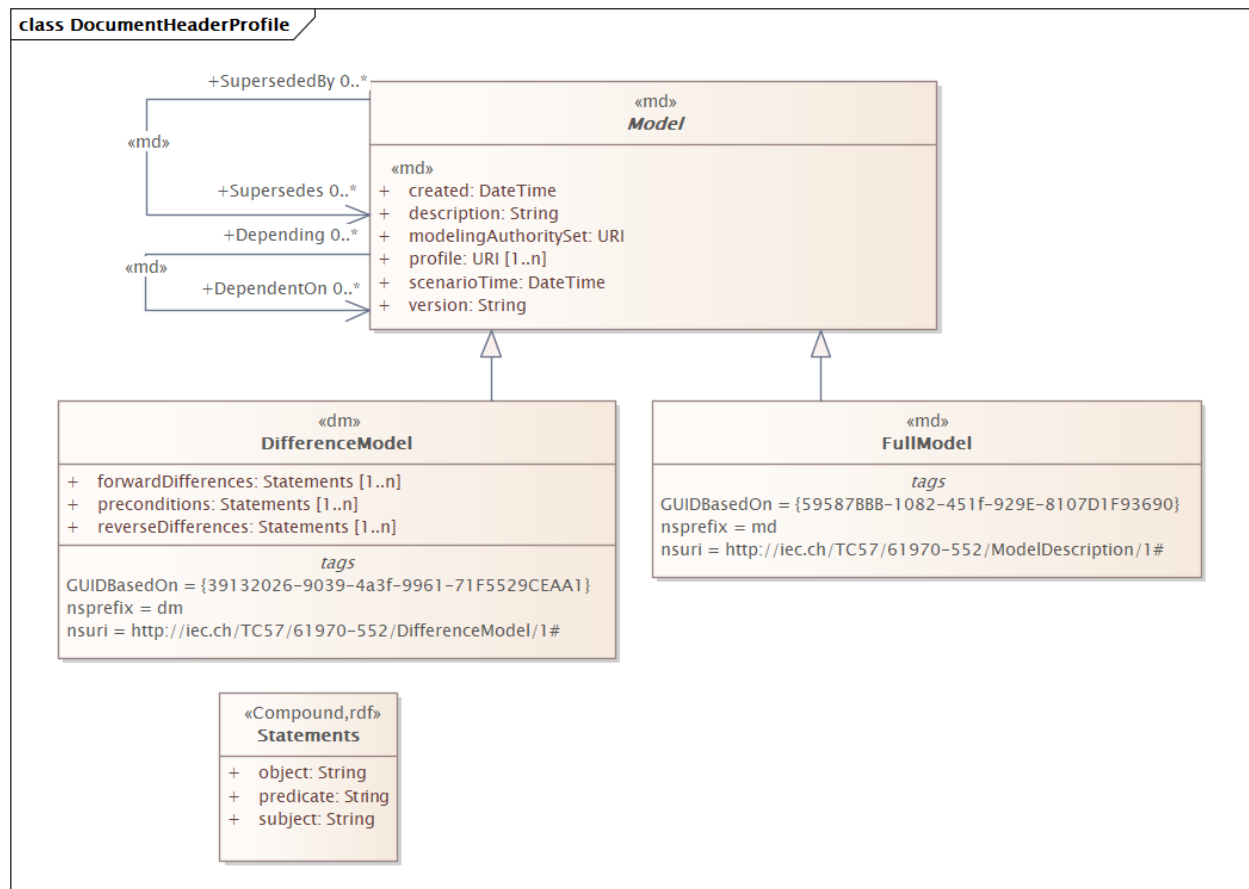 class DocumentHeaderProfile
+SupersededBy 0..*
«md»
+Supersedes 0..*
+Depending 0..*
«md»
+DependentOn 0..*
«md»
Model
«md»
+ created: DateTime
+ description: String
+ modelingAuthoritySet: URI
+ profile: URI [1..n]
+ scenarioTime: DateTime
+ version: String
«dm»
DifferenceModel
+ forwardDifferences: Statements [1..n]
+ preconditions: Statements [1..n]
+ reverseDifferences: Statements [1..n]
tags
GUIDBasedOn = {39132026-9039-4a3f-9961-71F5529CEAA1}
nsprefix = dm
nsuri = http://iec.ch/TC57/61970-552/DifferenceModel/1#
«md»
FullModel
tags
GUIDBasedOn = {59587BBB-1082-451f-929E-8107D1F93690}
nsprefix = md
nsuri = http://iec.ch/TC57/61970-552/ModelDescription/1#
«Compound,rdf»
Statements
+ object: String
+ predicate: String
+ subject: String